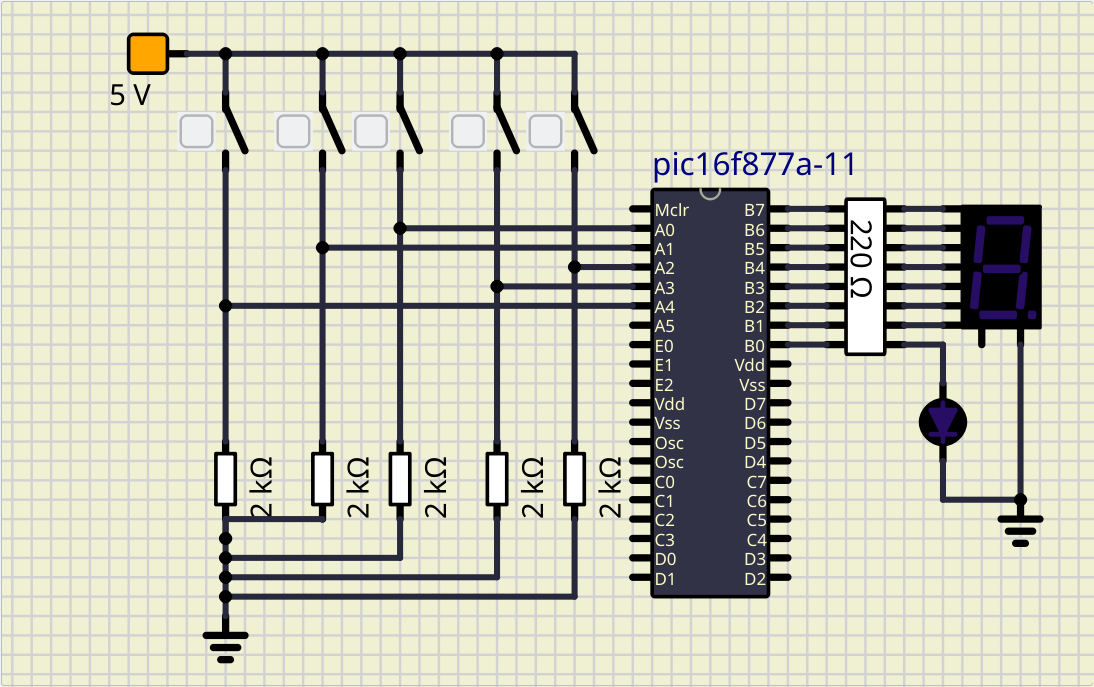 5 V
pic16f877a-11
Mclr B7
A0 B6
A1 B5
A2 B4
A3 B3
A4 B2
A5 B1
E0 B0
E1 Vdd
E2 Vss
Vdd D7
Vss D6
Osc D5
Osc D4
C0 C7
C1 C6
C2 C5
C3 C4
D0 D3
D1 D2
220 Ω
2 kΩ
2 kΩ
2 kΩ
2 kΩ
2 kΩ